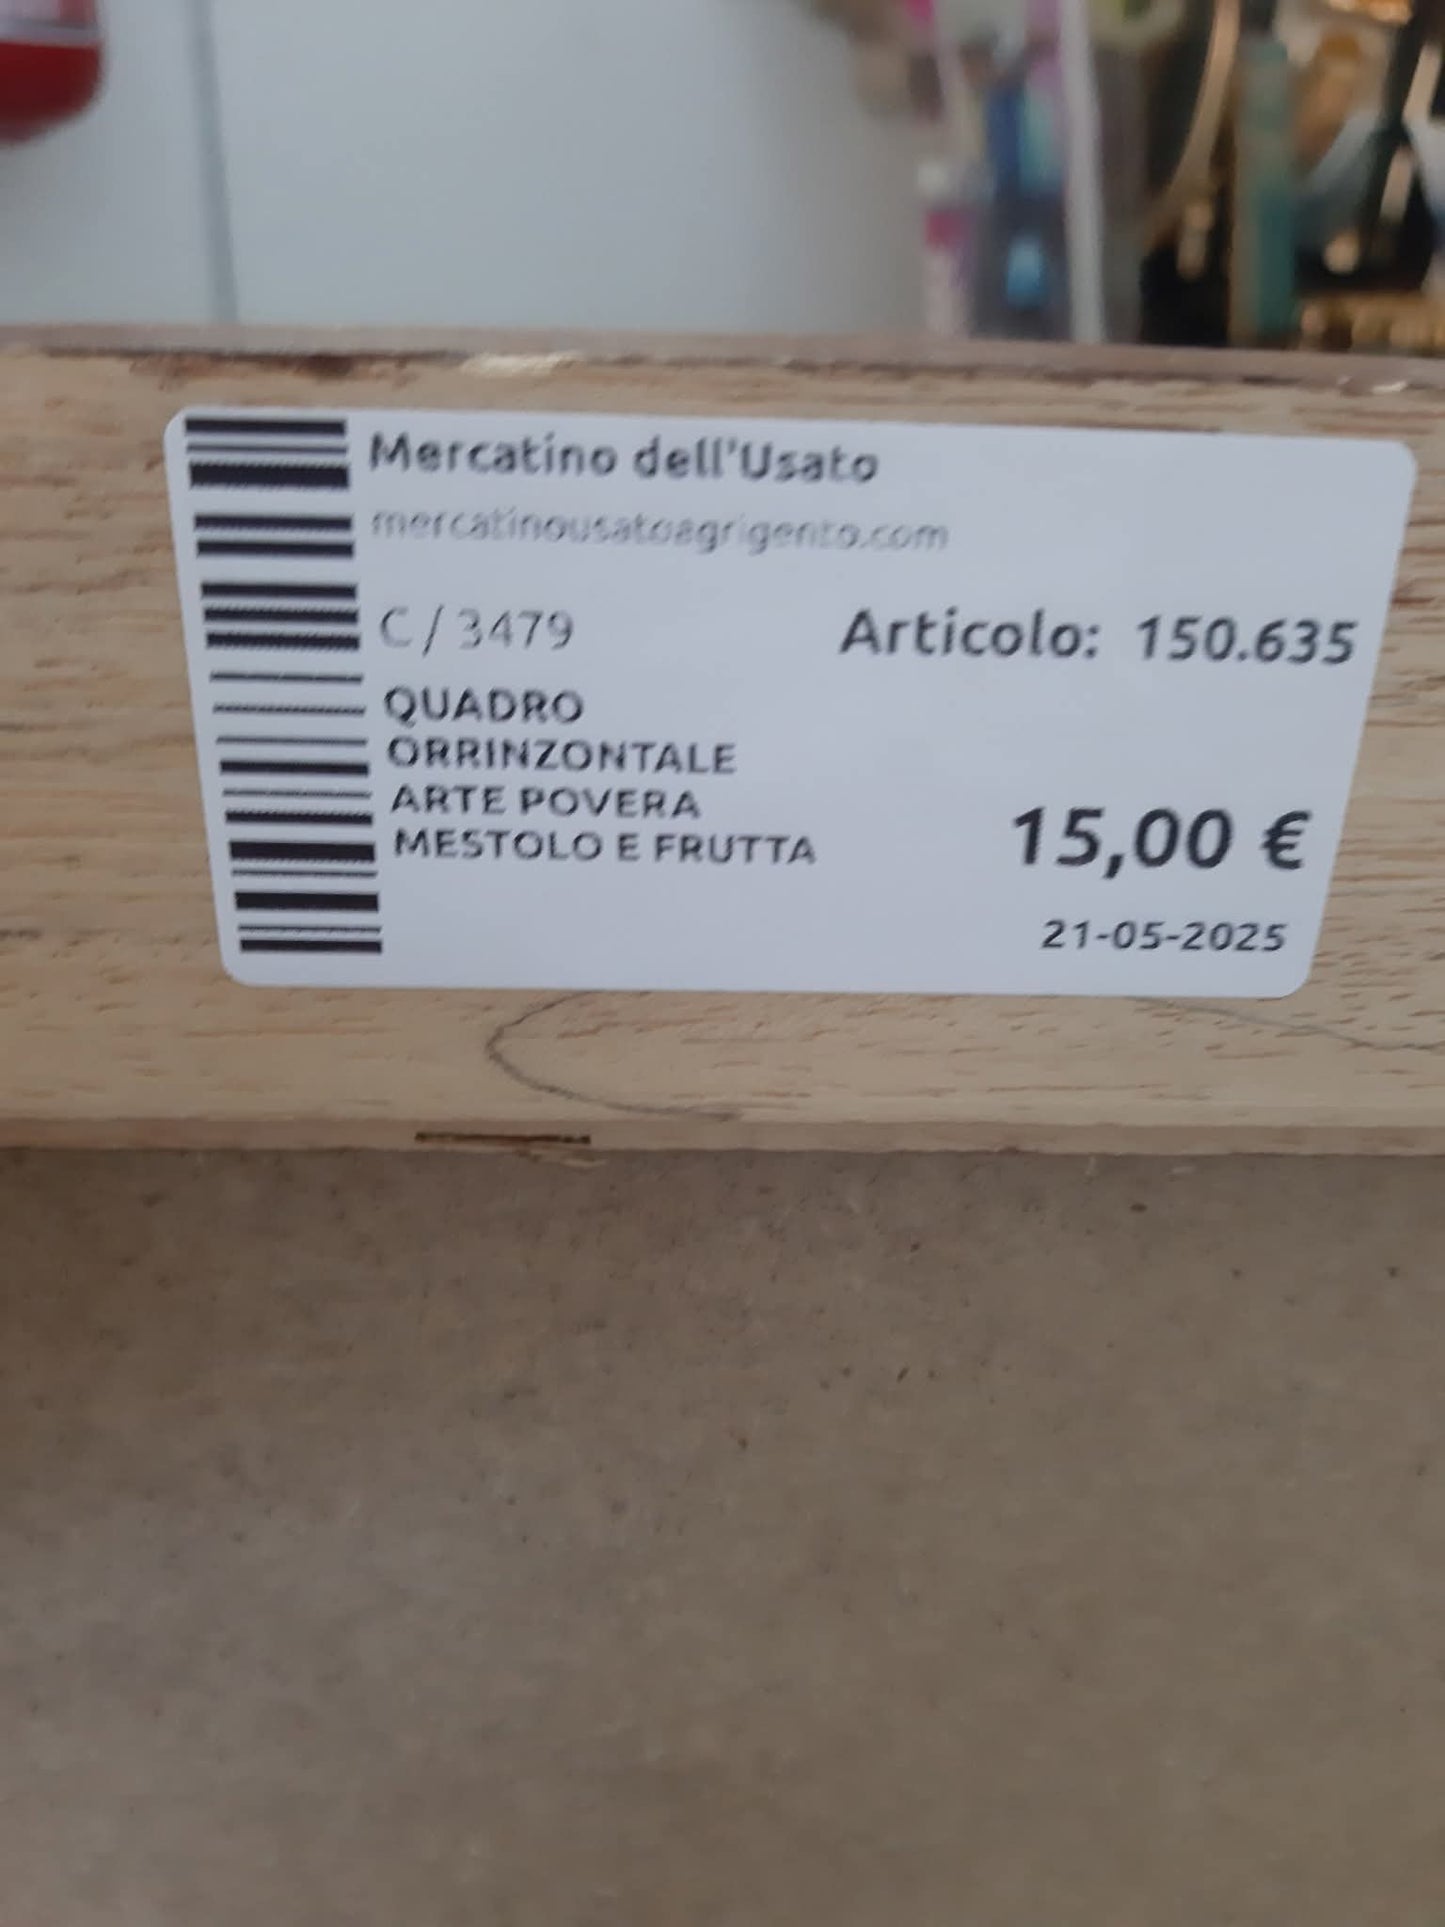 Mercatino dell'Usato
mercatinousatoagrigento.com
C/3479
Articolo: 150.635
QUADRO
ORRINZONTALE
ARTE POVERA
MESTOLO E FRUTTA
15,00 €
21-05-2025